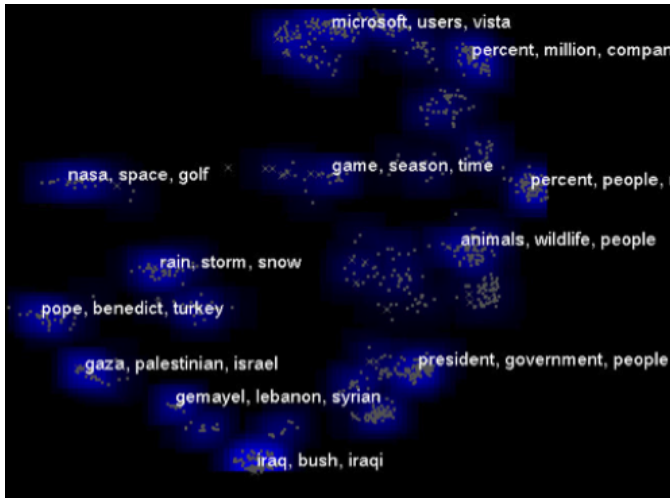 microsoft, users, vista
percent, million, compan
game, season, time
nasa, space, golf
percent, people,
animals, wildlife, people
rain, storm, snow
pope, benedict, turkey
gaza, palestinian, israel
president, government, people
gemayel, lebanon, syrian
iraq, bush, iraqi